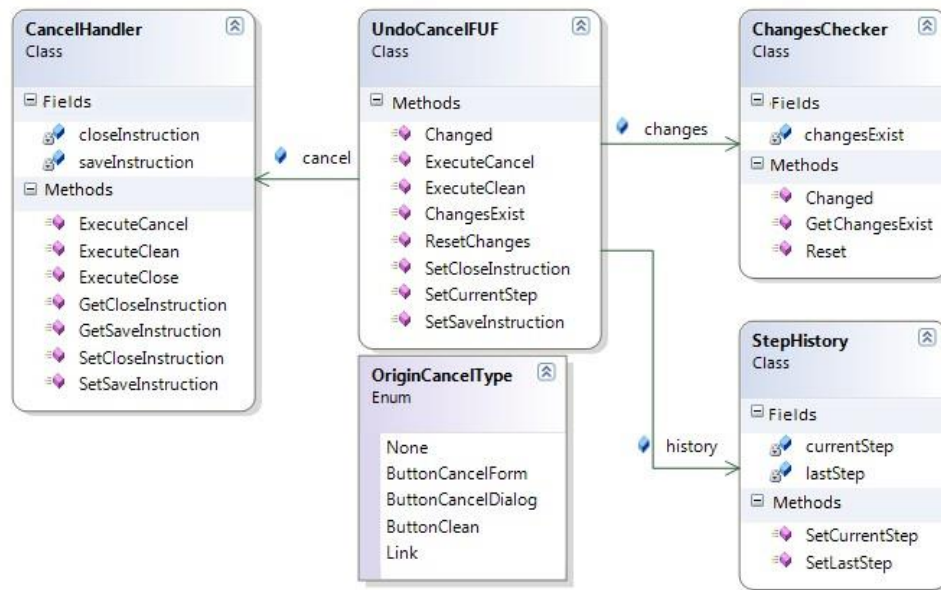 CancelHandler
Class
Fields
closeInstruction
saveInstruction
Methods
ExecuteCancel
ExecuteClean
ExecuteClose
GetCloseInstruction
GetSaveInstruction
SetCloseInstruction
SetSaveInstruction
cancel
UndoCancelFUF
Class
Methods
Changed
ExecuteCancel
ExecuteClean
ChangesExist
ResetChanges
SetCloseInstruction
SetCurrentStep
SetSaveInstruction
changes
ChangesChecker
Class
Fields
changesExist
Methods
Changed
GetChangesExist
Reset
OriginCancelType
Enum
None
ButtonCancelForm
ButtonCancelDialog
ButtonClean
Link
history
StepHistory
Class
Fields
currentStep
lastStep
Methods
SetCurrentStep
SetLastStep